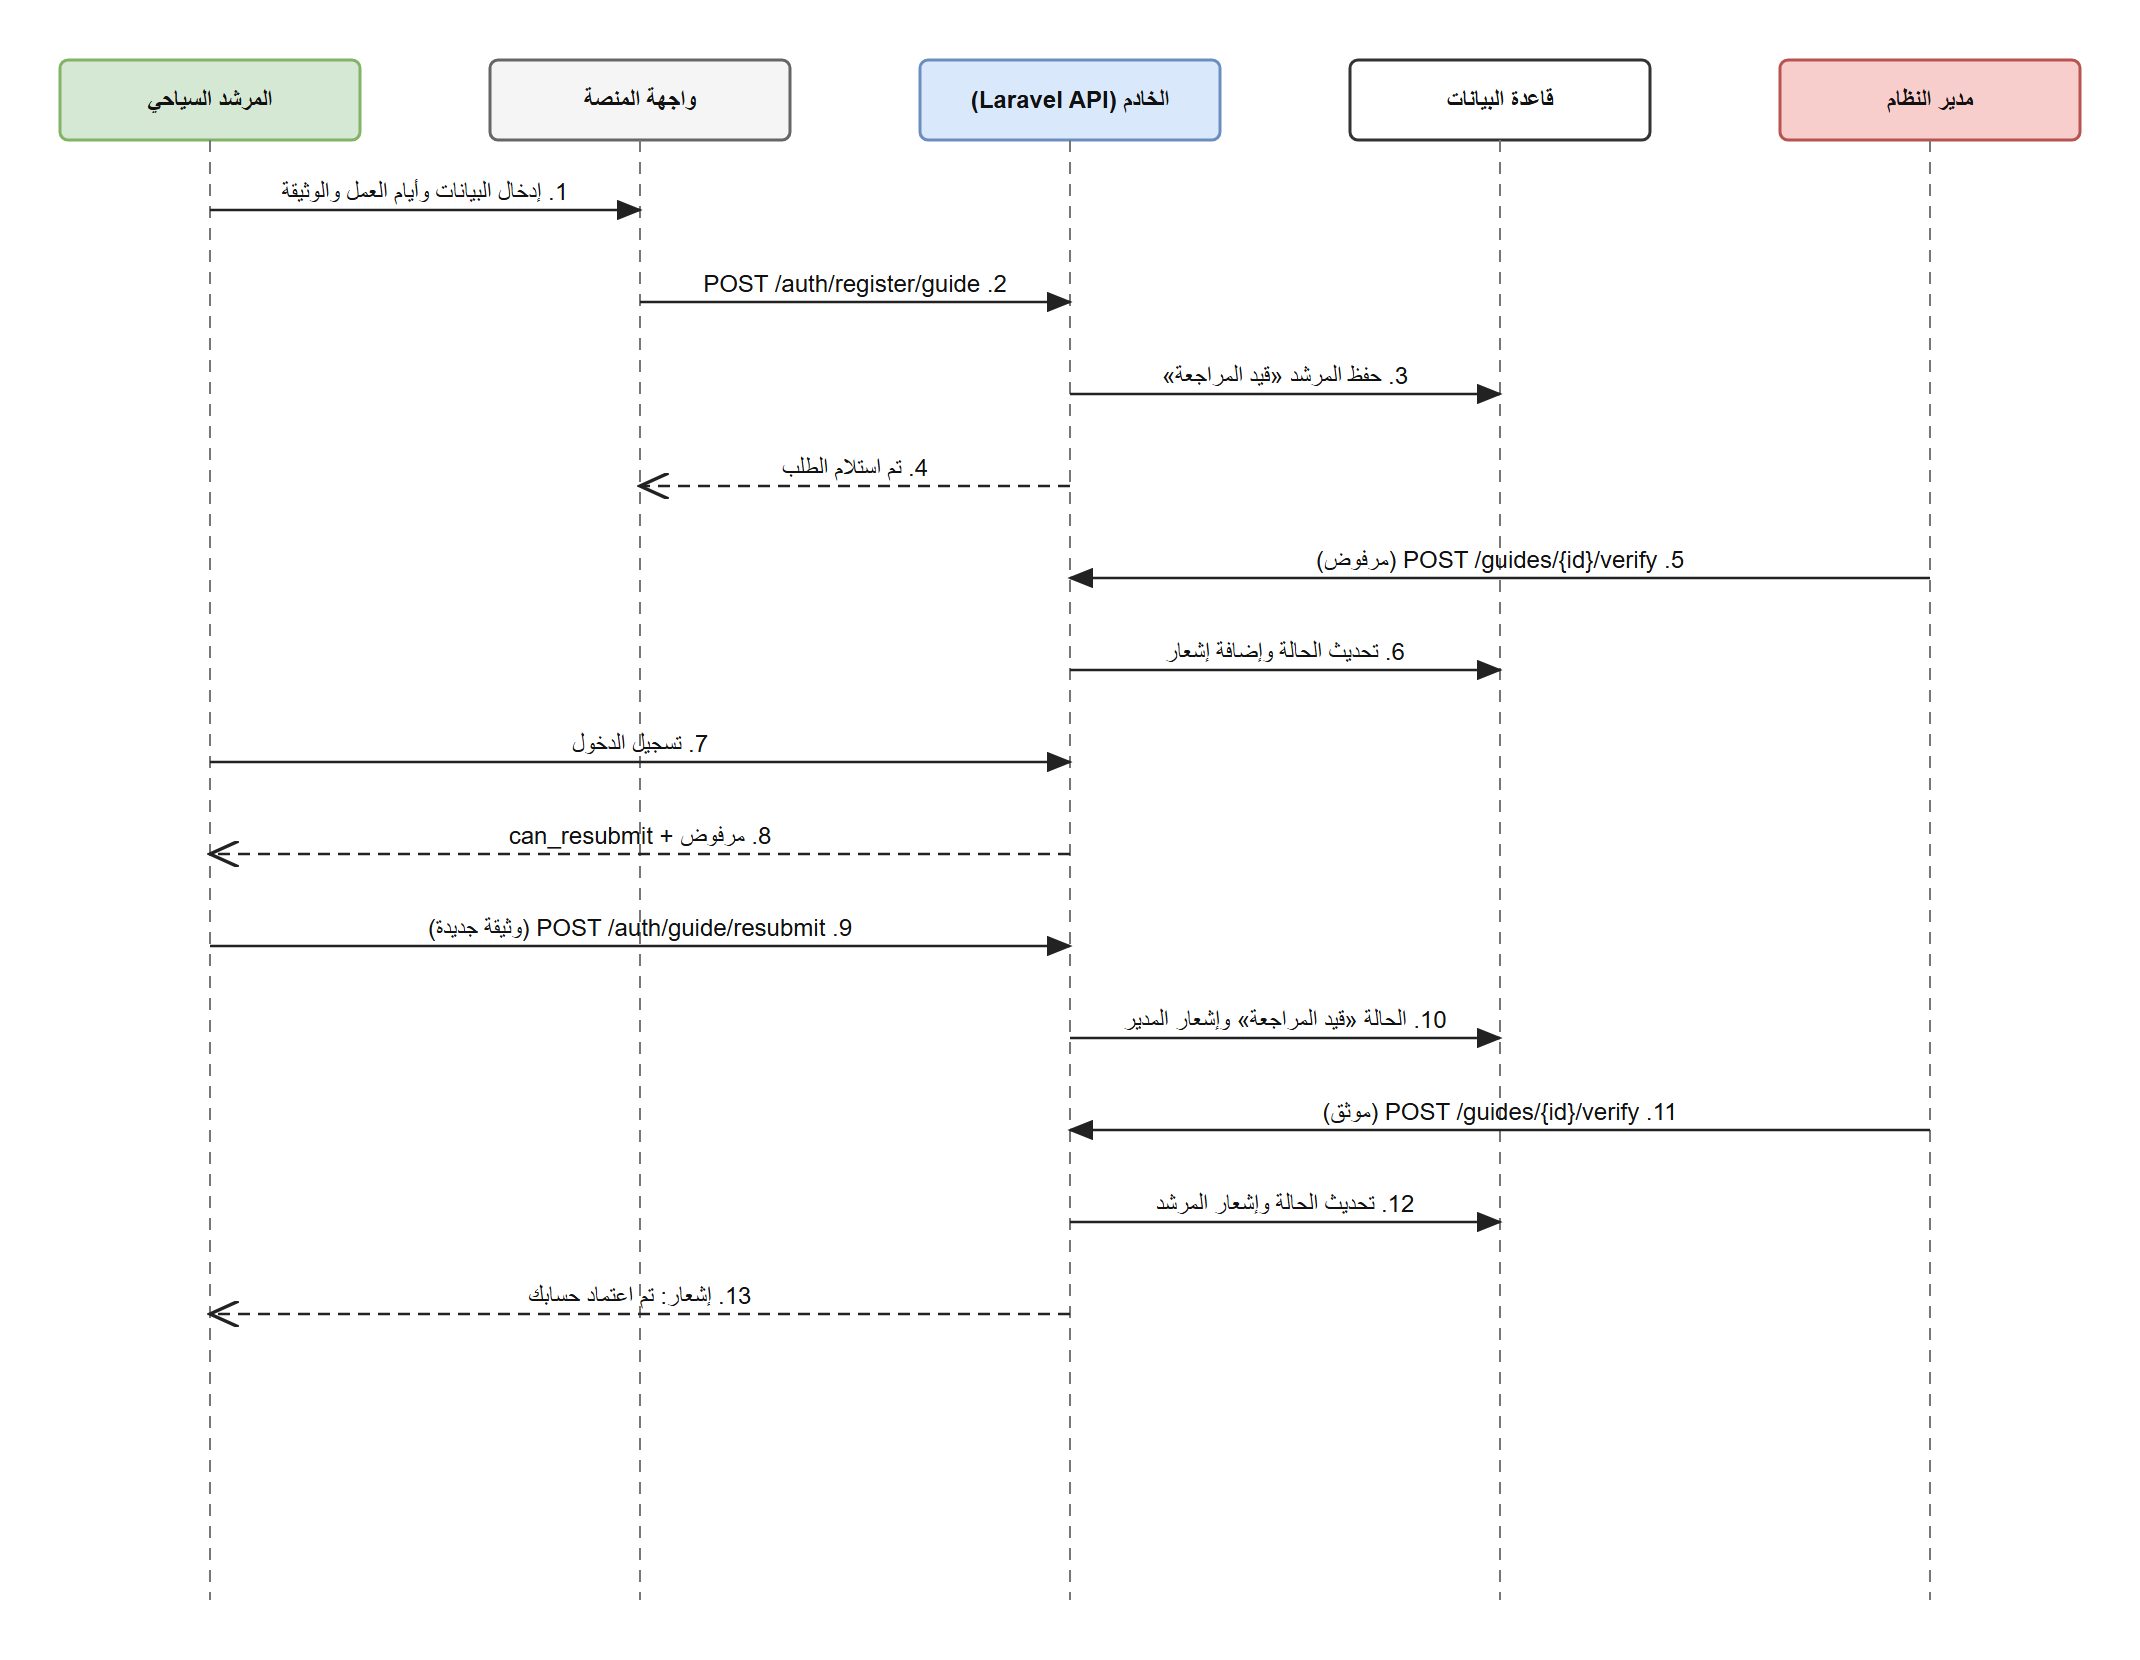 المرشد السياحي
واجهة المنصة
الخادم (Laravel API)
قاعدة البيانات
مدير النظام
1. إدخال البيانات وأيام العمل والوثيقة
2. POST /auth/register/guide
3. حفظ المرشد «قيد المراجعة»
4. تم استلام الطلب
5. POST /guides/{id}/verify (مرفوض)
6. تحديث الحالة وإضافة إشعار
7. تسجيل الدخول
8. مرفوض + can_resubmit
9. POST /auth/guide/resubmit (وثيقة جديدة)
10. الحالة «قيد المراجعة» وإشعار المدير
11. POST /guides/{id}/verify (موثق)
12. تحديث الحالة وإشعار المرشد
13. إشعار: تم اعتماد حسابك